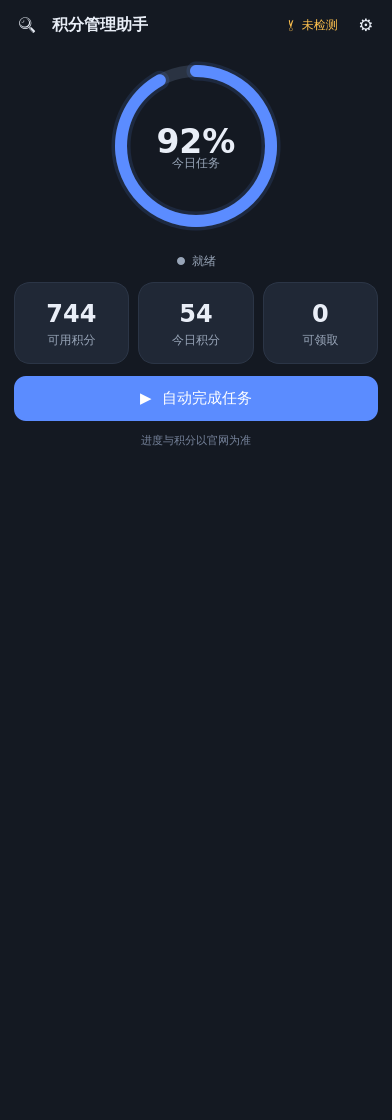 积分管理助手
未检测
92%
今日任务
就绪
744
可用积分
54
今日积分
0
可领取
▶ 自动完成任务
进度与积分以官网为准